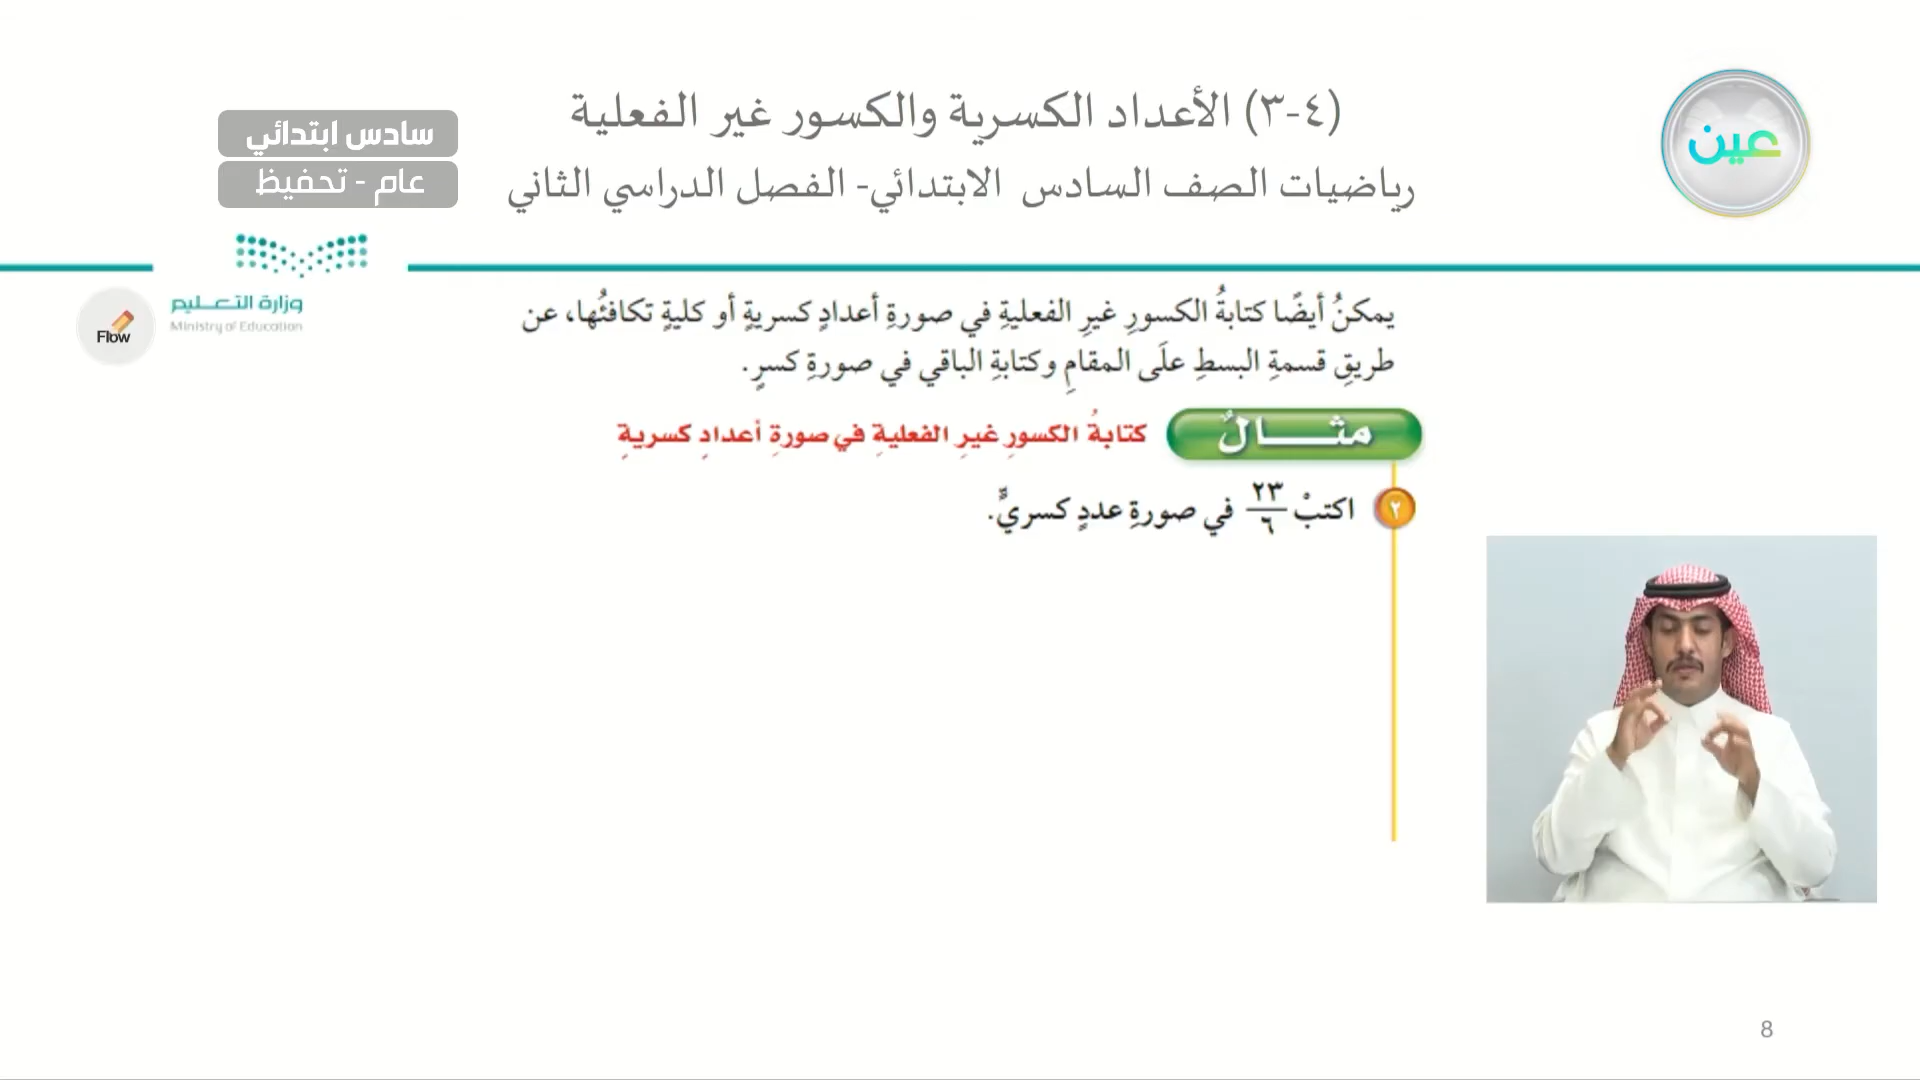 عين
(٤-٣) الأعداد الكسرية والكسور غير الفعلية
رياضيات الصف السادس الابتدائي- الفصل الدراسي الثاني
سادس ابتدائي
عام - تحفيظ
وزارة التعليم
Ministry of Education
Flow
يمكنُ أيضًا كتابةُ الكسورِ غيرِ الفعليةِ في صورةِ أعدادٍ كسريةٍ أو كليةٍ تكافئُها، عن
طريقِ قسمةِ البسطِ علَى المقامِ وكتابةِ الباقي في صورةِ كسرٍ.
مثـــــالٌ كتابةُ الكسورِ غيرِ الفعليةِ في صورةِ أعدادٍ كسريةٍ
٢ اكتبْ ٢٣/٦ في صورةِ عددٍ كسريٍّ.
8